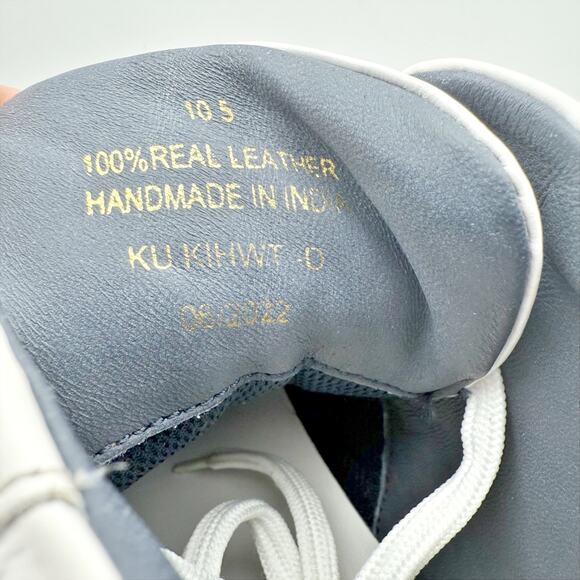 10.5
100% REAL LEATHER
HANDMADE IN INDIA
KU KIHWT -D
06/2022